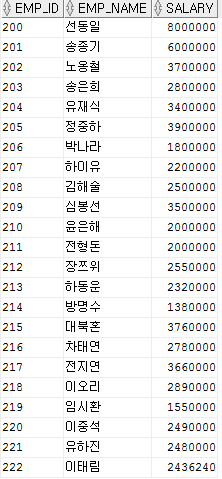 EMP_ID EMP_NAME SALARY
200 선동일 8000000
201 송종기 6000000
202 노옹철 3700000
203 송은희 2800000
204 유재식 3400000
205 정중하 3900000
206 박나라 1800000
207 하이유 2200000
208 김해술 2500000
209 심봉선 3500000
210 윤은해 2000000
211 전형돈 2000000
212 장쯔위 2550000
213 하동운 2320000
214 방명수 1380000
215 대북혼 3760000
216 차태연 2780000
217 전지연 3660000
218 이오리 2890000
219 임시환 1550000
220 이중석 2490000
221 유하진 2480000
222 이태림 2436240